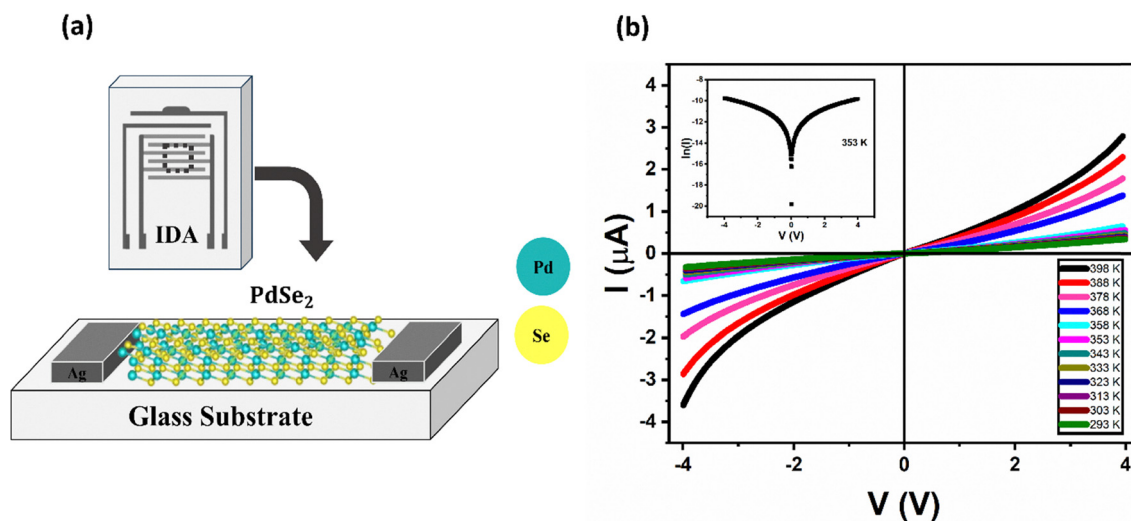 (a)
IDA
PdSe₂
Pd
Se
Ag
Ag
Glass Substrate
(b)
4
3
2
1
0
-1
-2
-3
-4
I (μA)
-4
-2
0
2
4
V (V)
-8
-10
-12
-14
-16
-18
-20
ln(I)
353 K
-4
-2
0
2
4
V (V)
398 K
388 K
378 K
368 K
358 K
353 K
343 K
333 K
323 K
313 K
303 K
293 K